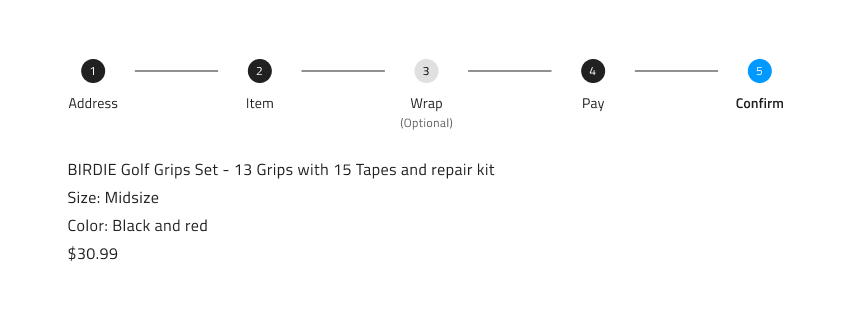 1 2 3 4 5
Address Item Wrap Pay Confirm
(Optional)
BIRDIE Golf Grips Set - 13 Grips with 15 Tapes and repair kit
Size: Midsize
Color: Black and red
$30.99